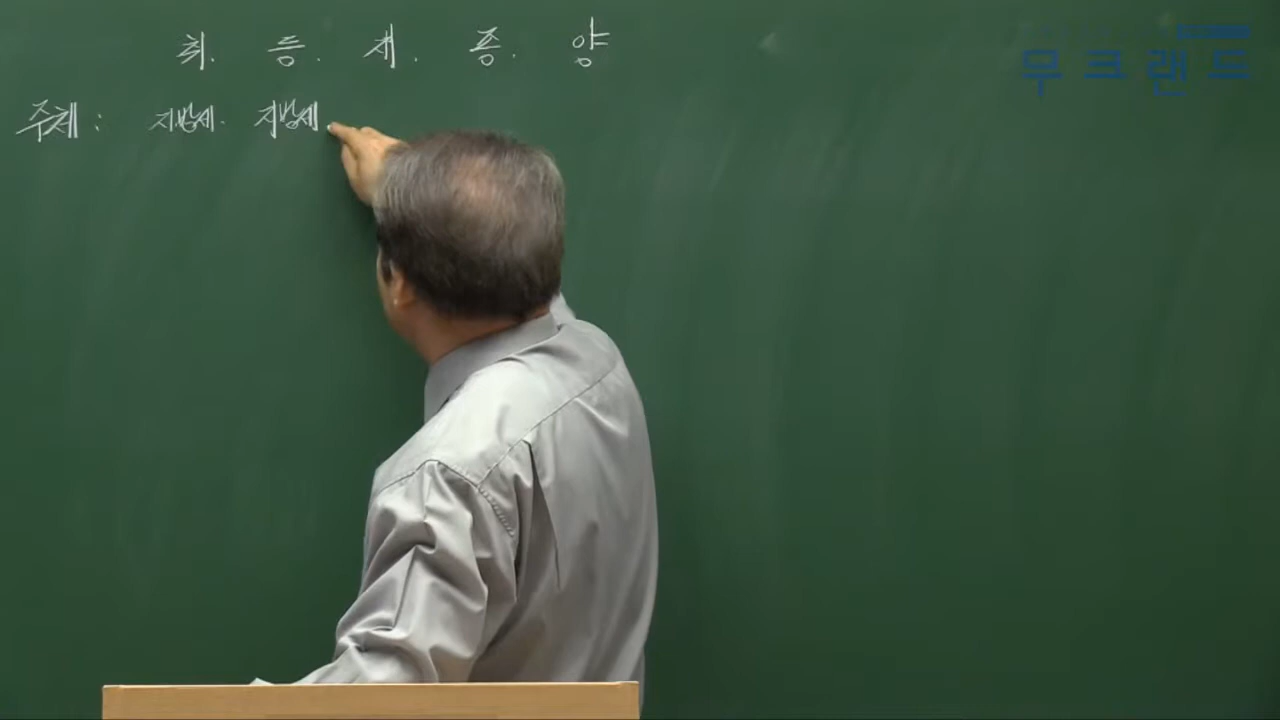 취. 등. 재. 종. 양
무크랜드
주체: 지방세. 지방세.